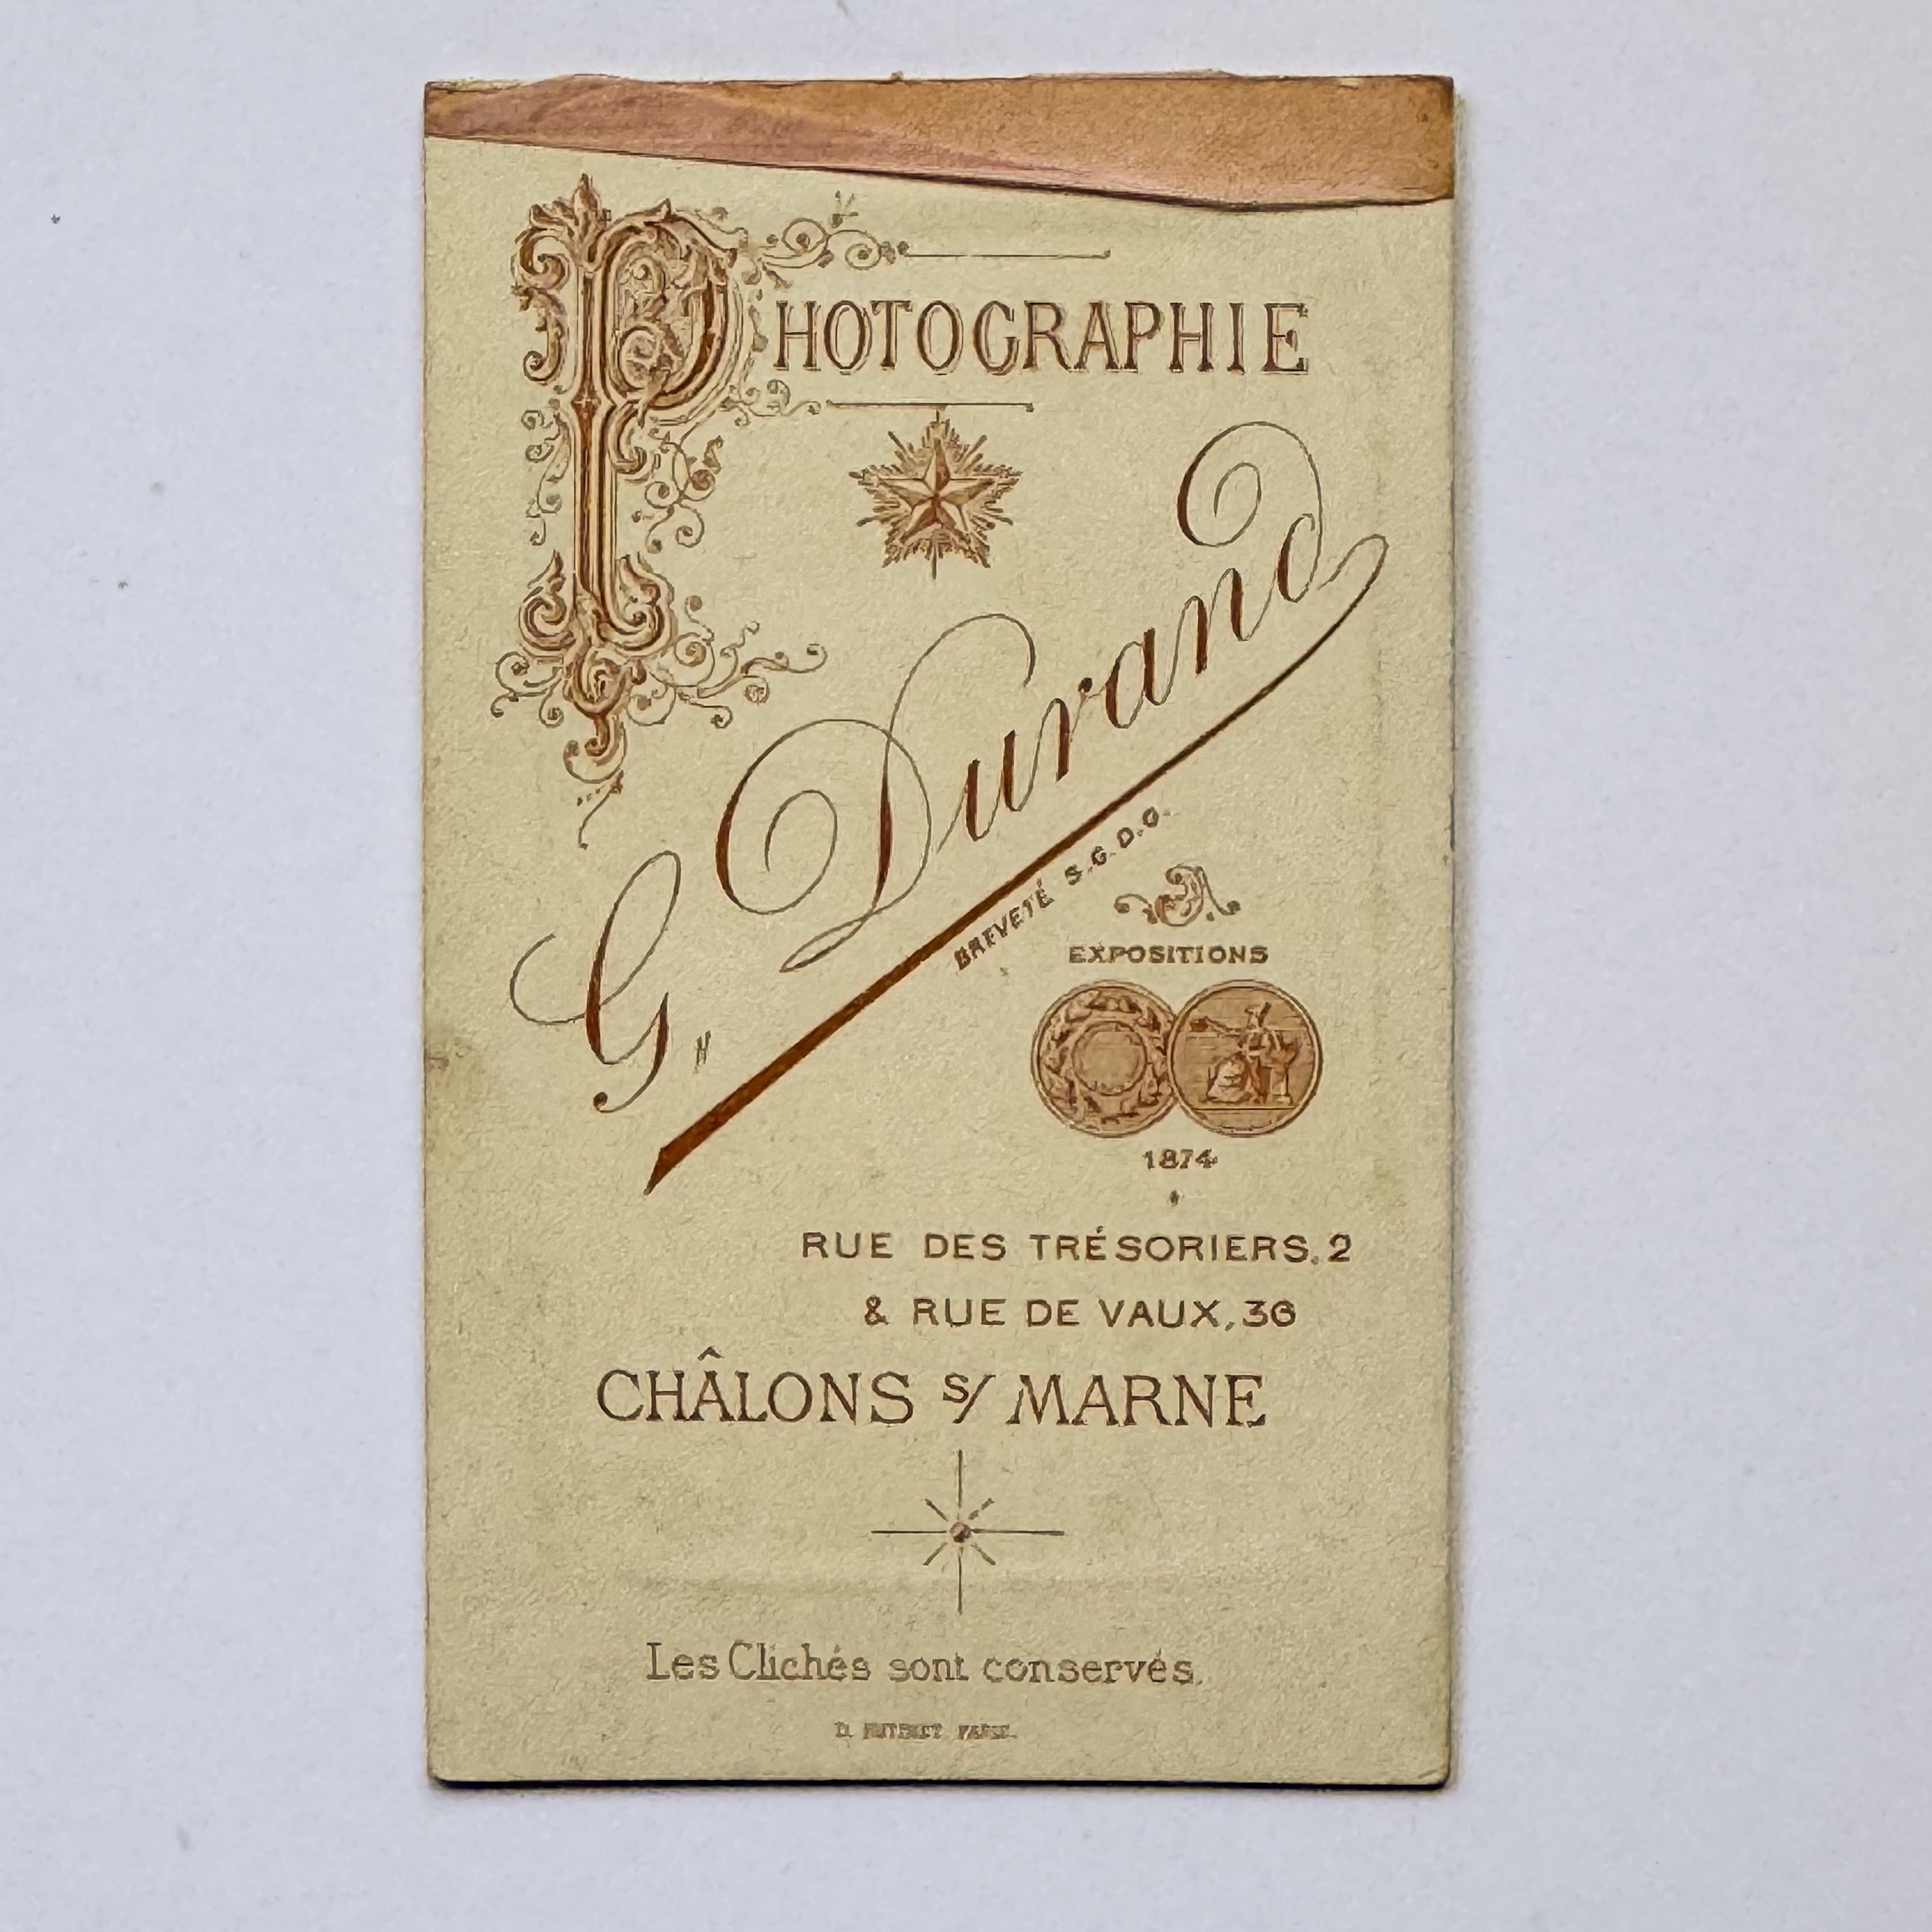 PHOTOGRAPHIE
G. Durand
BREVETÉ S.G.D.G.
EXPOSITIONS
1874
RUE DES TRÉSORIERS, 2
& RUE DE VAUX, 36
CHÂLONS S/ MARNE
Les Clichés sont conservés.
PARIS.